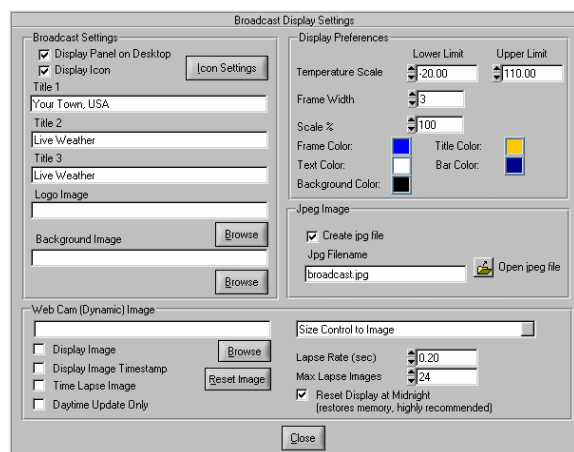 Broadcast Display Settings
Broadcast Settings
Display Panel on Desktop
Display Icon
Icon Settings
Title 1
Your Town, USA
Title 2
Live Weather
Title 3
Live Weather
Logo Image
Browse
Background Image
Browse
Display Preferences
Lower Limit Upper Limit
Temperature Scale -20.00 110.00
Frame Width 3
Scale % 100
Frame Color: Title Color:
Text Color: Bar Color:
Background Color:
Jpeg Image
Create jpg file
Jpg Filename
broadcast.jpg Open jpeg file
Web Cam (Dynamic) Image
Display Image Browse
Display Image Timestamp
Time Lapse Image Reset Image
Daytime Update Only
Size Control to Image
Lapse Rate (sec) 0.20
Max Lapse Images 24
Reset Display at Midnight
(restores memory, highly recommended)
Close